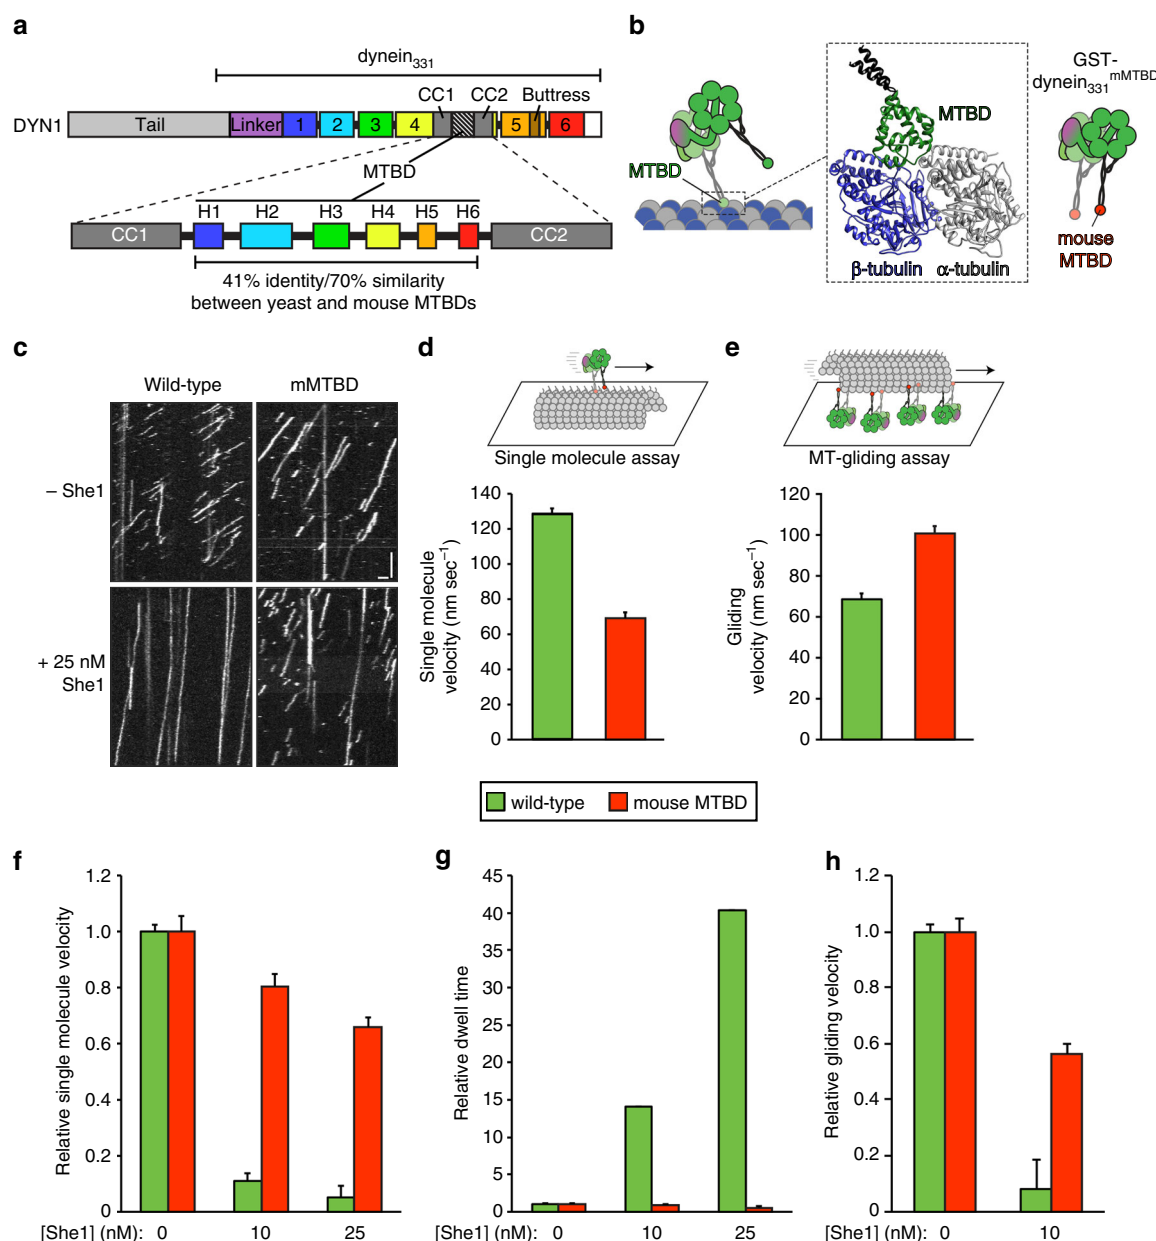 a
dynein331
CC1 CC2 Buttress
DYN1 Tail Linker 1 2 3 4 5 6
MTBD
H1 H2 H3 H4 H5 H6
CC1 CC2
41% identity/70% similarity
between yeast and mouse MTBDs
b
MTBD
MTBD
β-tubulin α-tubulin
GST-
dynein331mMTBD
mouse
MTBD
c
Wild-type mMTBD
– She1
+ 25 nM
She1
d
Single molecule assay
Single molecule
velocity (nm sec−1)
140
120
100
80
60
40
20
0
e
MT-gliding assay
Gliding
velocity (nm sec−1)
120
100
80
60
40
20
0
wild-type mouse MTBD
f
Relative single molecule velocity
1.2
1.0
0.8
0.6
0.4
0.2
0
[She1] (nM): 0 10 25
g
Relative dwell time
45
40
35
30
25
20
15
10
5
0
[She1] (nM): 0 10 25
h
Relative gliding velocity
1.2
1.0
0.8
0.6
0.4
0.2
0
[She1] (nM): 0 10